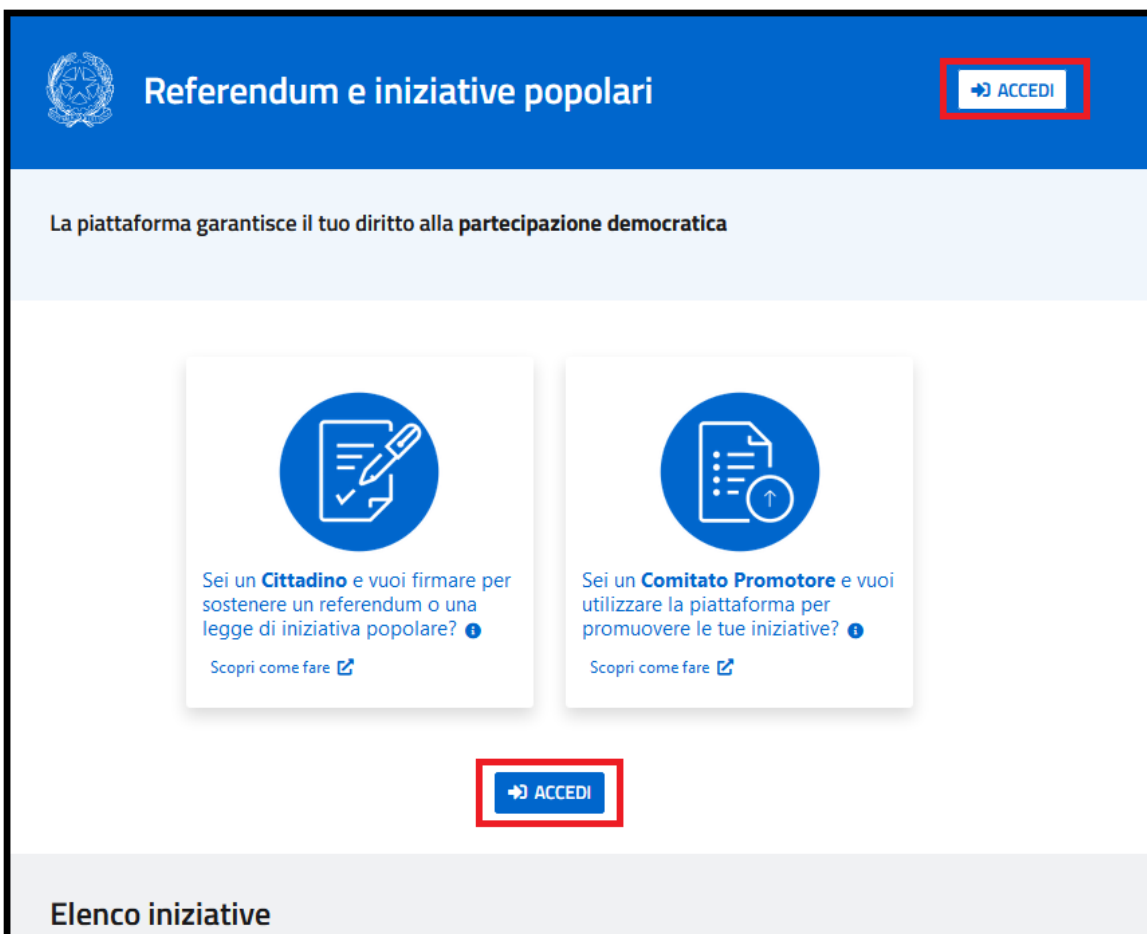 Referendum e iniziative popolari
ACCEDI
La piattaforma garantisce il tuo diritto alla partecipazione democratica
Sei un Cittadino e vuoi firmare per
sostenere un referendum o una
legge di iniziativa popolare?
Scopri come fare
Sei un Comitato Promotore e vuoi
utilizzare la piattaforma per
promuovere le tue iniziative?
Scopri come fare
ACCEDI
Elenco iniziative